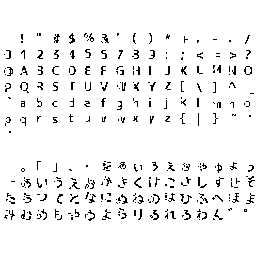 ! " # $ % & ' ( ) * + , - . /
0 1 2 3 4 5 6 7 8 9 : ; < = > ?
@ A B C D E F G H I J K L M N O
P Q R S T U V W X Y Z [ \ ] ^ _
` a b c d e f g h i j k l m n o
p q r s t u v w x y z { | } ~
。 「 」 、 ・ を ぁ ぃ ぅ ぇ ぉ ゃ ゅ ょ っ
ー あ い う え お か き く け こ さ し す せ そ
た ち つ て と な に ぬ ね の は ひ ふ へ ほ ま
み む め も や ゆ よ ら り る れ ろ わ ん ゛ ゜